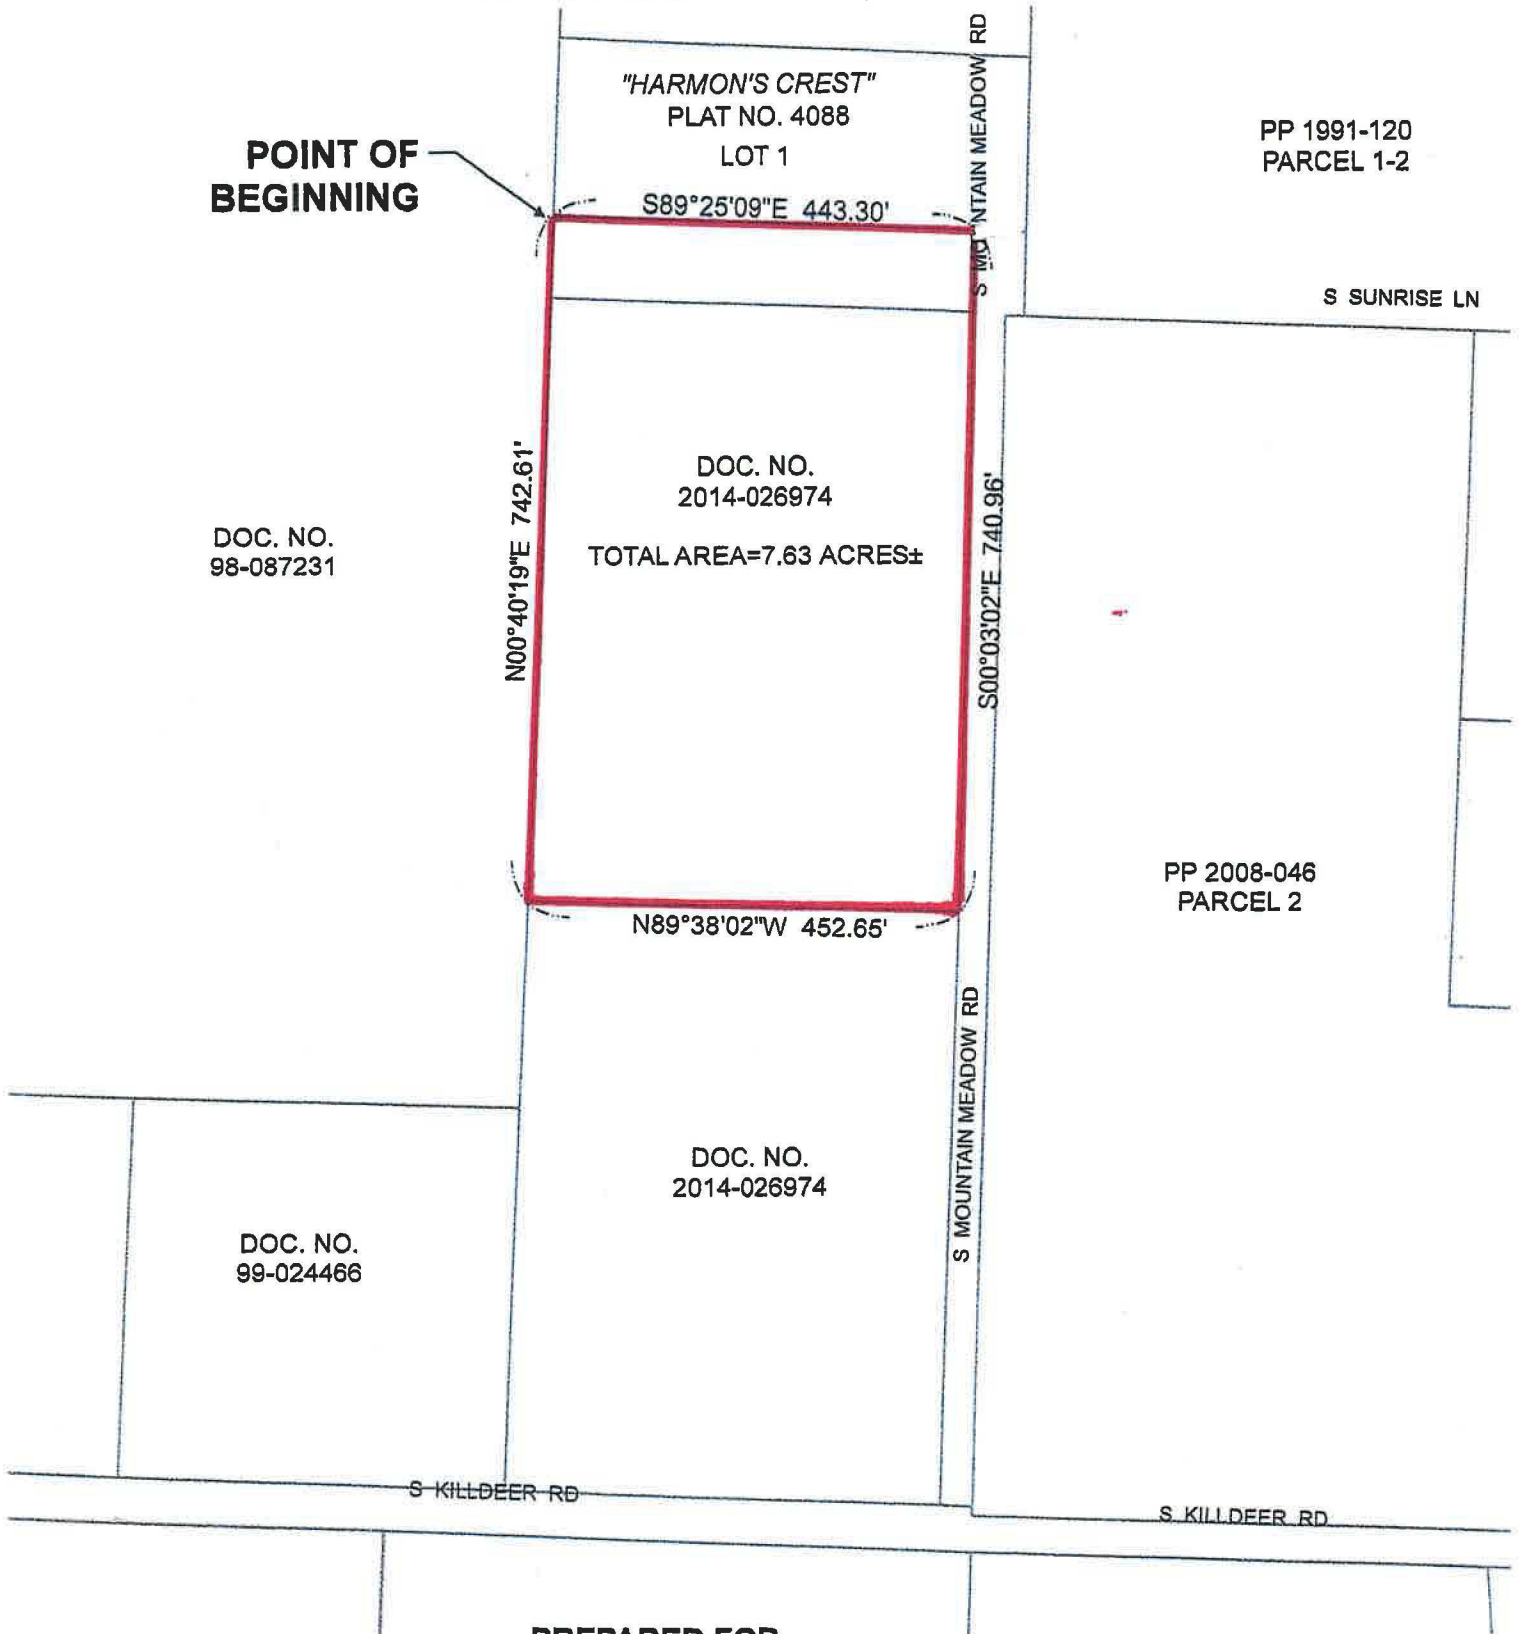 "HARMON'S CREST"
PLAT NO. 4088
LOT 1
S MOUNTAIN MEADOW RD
PP 1991-120
PARCEL 1-2
POINT OF
BEGINNING
S89°25'09"E 443.30'
S SUNRISE LN
N00°40'19"E 742.61'
DOC. NO.
2014-026974
TOTAL AREA=7.63 ACRES±
S00°03'02"E 740.96'
DOC. NO.
98-087231
PP 2008-046
PARCEL 2
N89°38'02"W 452.65'
S MOUNTAIN MEADOW RD
DOC. NO.
2014-026974
DOC. NO.
99-024466
S KILLDEER RD
S KILLDEER RD
PREPARED FOR